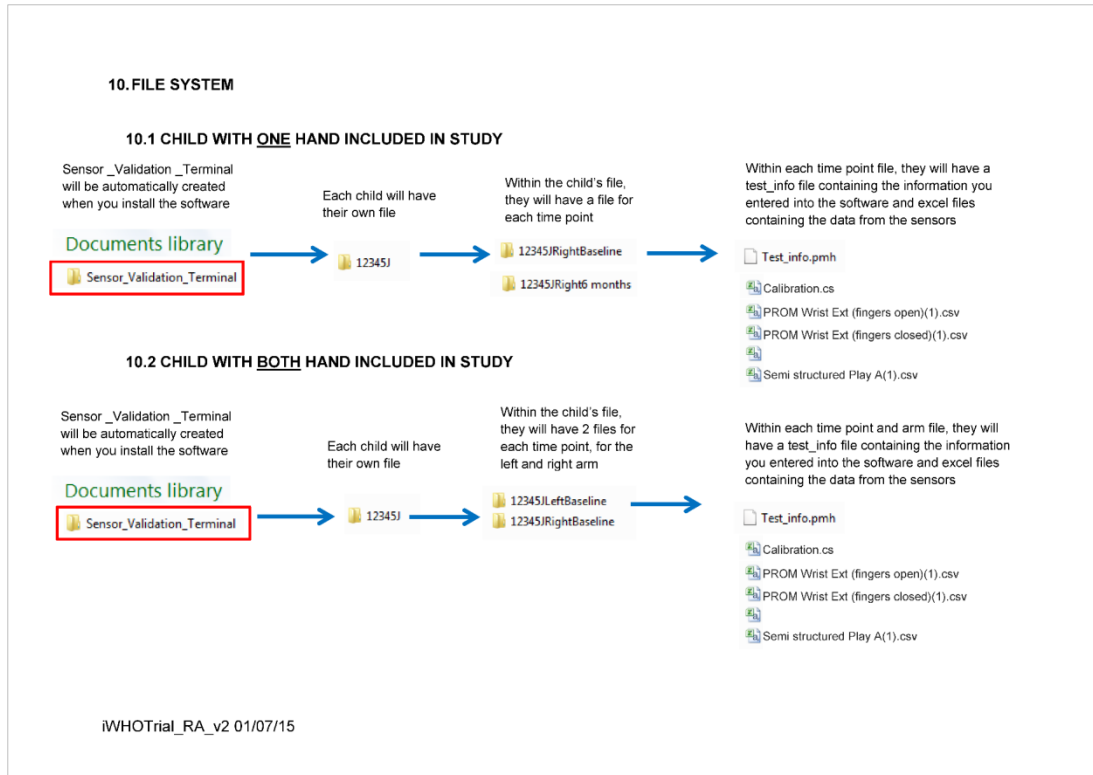 10. FILE SYSTEM
10.1 CHILD WITH ONE HAND INCLUDED IN STUDY
Sensor _Validation _Terminal
will be automatically created
when you install the software
Documents library
Sensor_Validation_Terminal
Each child will have
their own file
12345J
Within the child's file,
they will have a file for
each time point
12345JRightBaseline
12345JRight6 months
Within each time point file, they will have a
test_info file containing the information you
entered into the software and excel files
containing the data from the sensors
Test_info.pmh
Calibration.cs
PROM Wrist Ext (fingers open)(1).csv
PROM Wrist Ext (fingers closed)(1).csv
Semi structured Play A(1).csv
10.2 CHILD WITH BOTH HAND INCLUDED IN STUDY
Sensor _Validation _Terminal
will be automatically created
when you install the software
Documents library
Sensor_Validation_Terminal
Each child will have
their own file
12345J
Within the child's file,
they will have 2 files for
each time point, for the
left and right arm
12345JLeftBaseline
12345JRightBaseline
Within each time point and arm file, they will
have a test_info file containing the information
you entered into the software and excel files
containing the data from the sensors
Test_info.pmh
Calibration.cs
PROM Wrist Ext (fingers open)(1).csv
PROM Wrist Ext (fingers closed)(1).csv
Semi structured Play A(1).csv
iWHOTrial_RA_v2 01/07/15